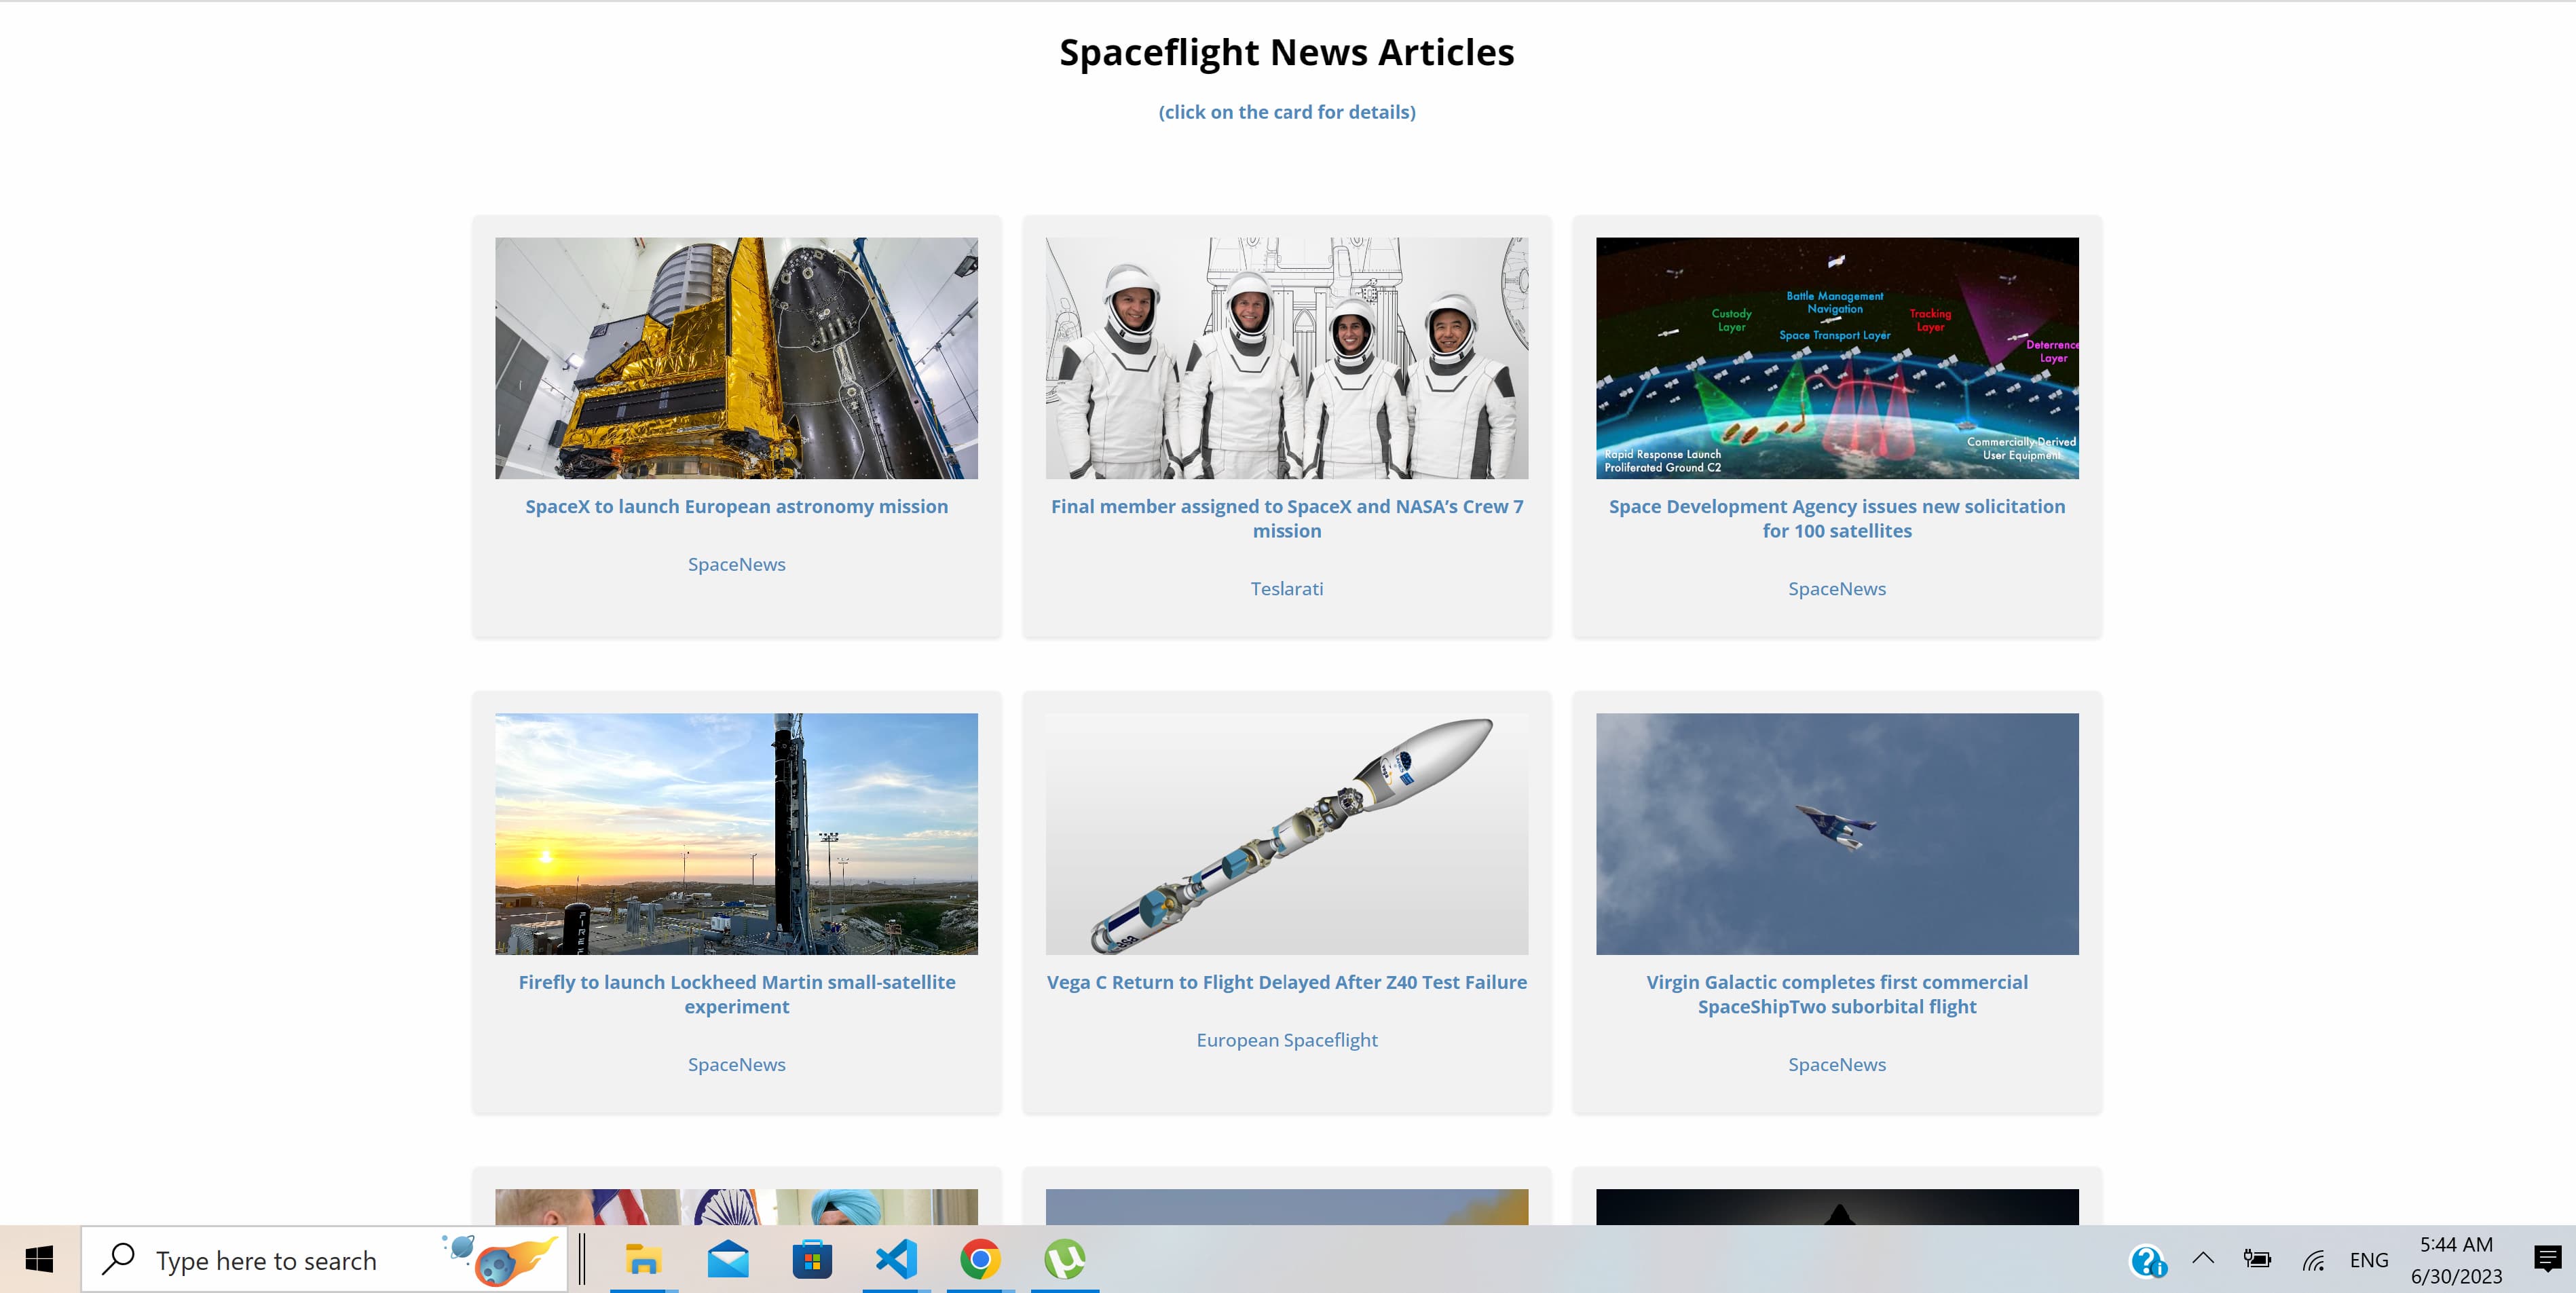 Spaceflight News Articles
(click on the card for details)
Battle Management
Navigation
Custody
Layer
Tracking
Layer
Space Transport Layer
Deterrence
Layer
Commercially Derived
User Equipment
Rapid Response Launch
Proliferated Ground C2
SpaceX to launch European astronomy mission
SpaceNews
Final member assigned to SpaceX and NASA’s Crew 7
mission
Teslarati
Space Development Agency issues new solicitation
for 100 satellites
SpaceNews
Firefly to launch Lockheed Martin small-satellite
experiment
SpaceNews
Vega C Return to Flight Delayed After Z40 Test Failure
European Spaceflight
Virgin Galactic completes first commercial
SpaceShipTwo suborbital flight
SpaceNews
Type here to search
ENG
5:44 AM
6/30/2023